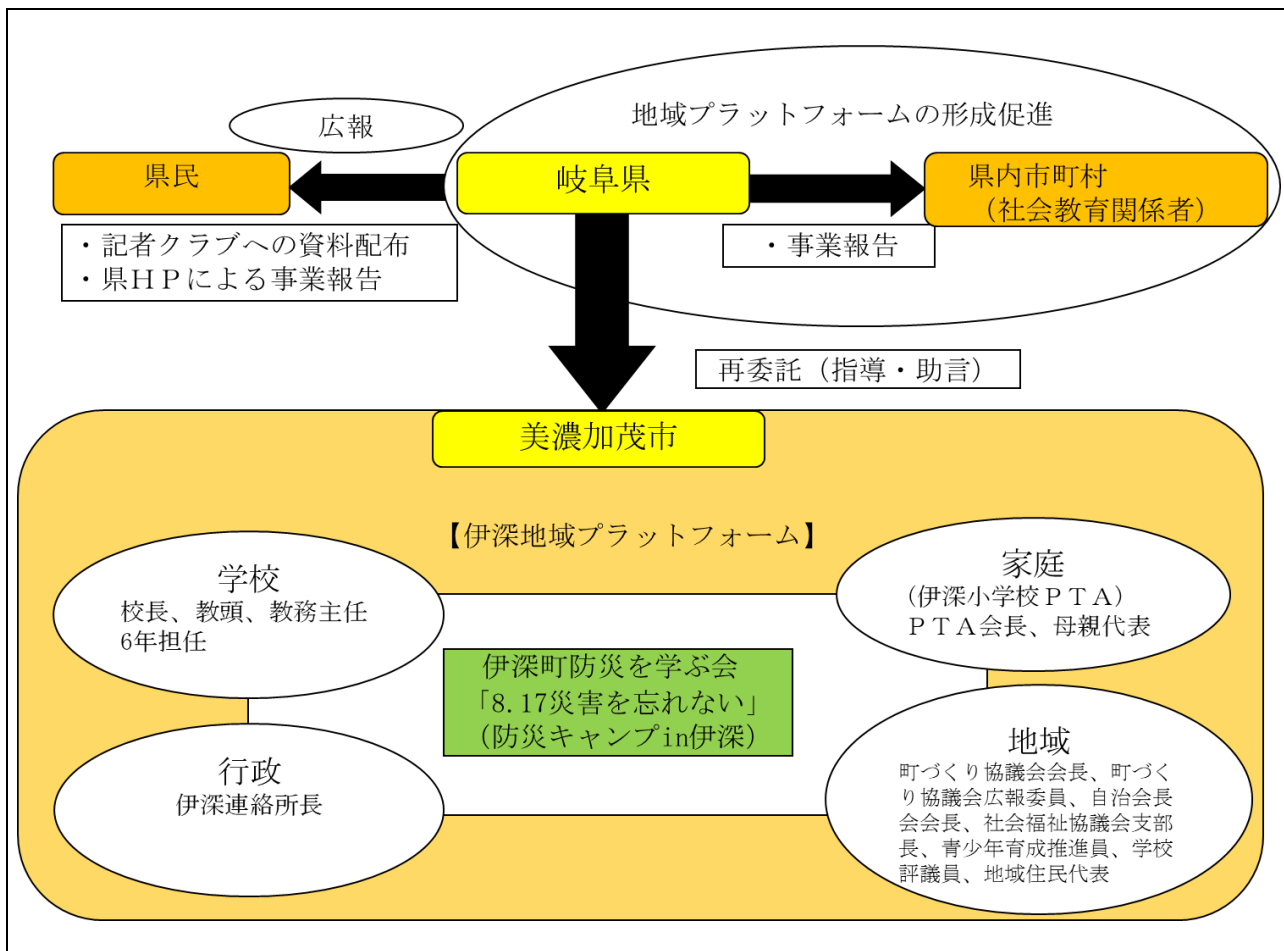 地域プラットフォームの形成促進
広報
県民
岐阜県
県内市町村
（社会教育関係者）
・記者クラブへの資料配布
・県ＨＰによる事業報告
・事業報告
再委託（指導・助言）
美濃加茂市
【伊深地域プラットフォーム】
学校
校長、教頭、教務主任
6年担任
家庭
(伊深小学校ＰＴＡ)
ＰＴＡ会長、母親代表
伊深町防災を学ぶ会
「8.17災害を忘れない」
(防災キャンプin伊深)
行政
伊深連絡所長
地域
町づくり協議会会長、町づく
り協議会広報委員、自治会長
会会長、社会福祉協議会支部
長、青少年育成推進員、学校
評議員、地域住民代表